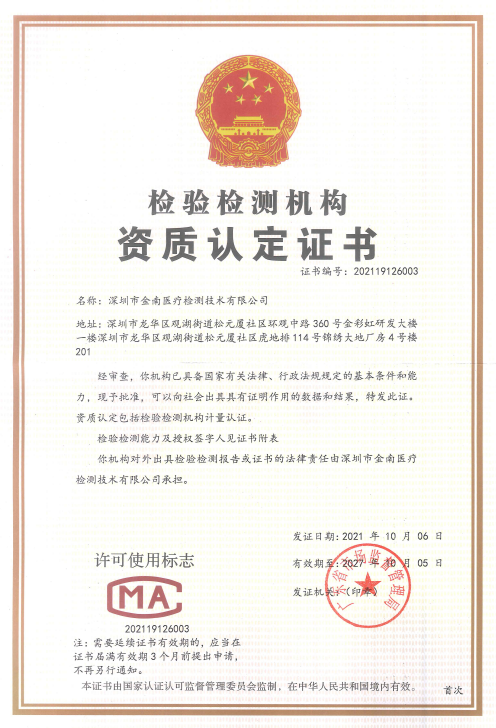 检验检测机构
资质认定证书
证书编号：202119126003
名称：深圳市金南医疗检测技术有限公司
地址：深圳市龙华区观湖街道松元厦社区环观中路360号金彩虹研发大楼
一楼深圳市龙华区观湖街道松元厦社区虎地排114号锦绣大地厂房4号楼
201
经审查，你机构已具备国家有关法律、行政法规规定的基本条件和能
力，现予批准，可以向社会出具具有证明作用的数据和结果，特发此证。
资质认定包括检验检测机构计量认证。
检验检测能力及授权签字人见证书附表
你机构对外出具检验检测报告或证书的法律责任由深圳市金南医疗
检测技术有限公司承担。
发证日期：2021 年 10 月 06 日
有效期至：2027 年 10 月 05 日
发证机关：（印章）
广东省市场监督管理局
许可使用标志
CMA
202119126003
注：需要延续证书有效期的，应当在
证书届满有效期3个月前提出申请，
不再另行通知。
本证书由国家认证认可监督管理委员会监制，在中华人民共和国境内有效。
首次